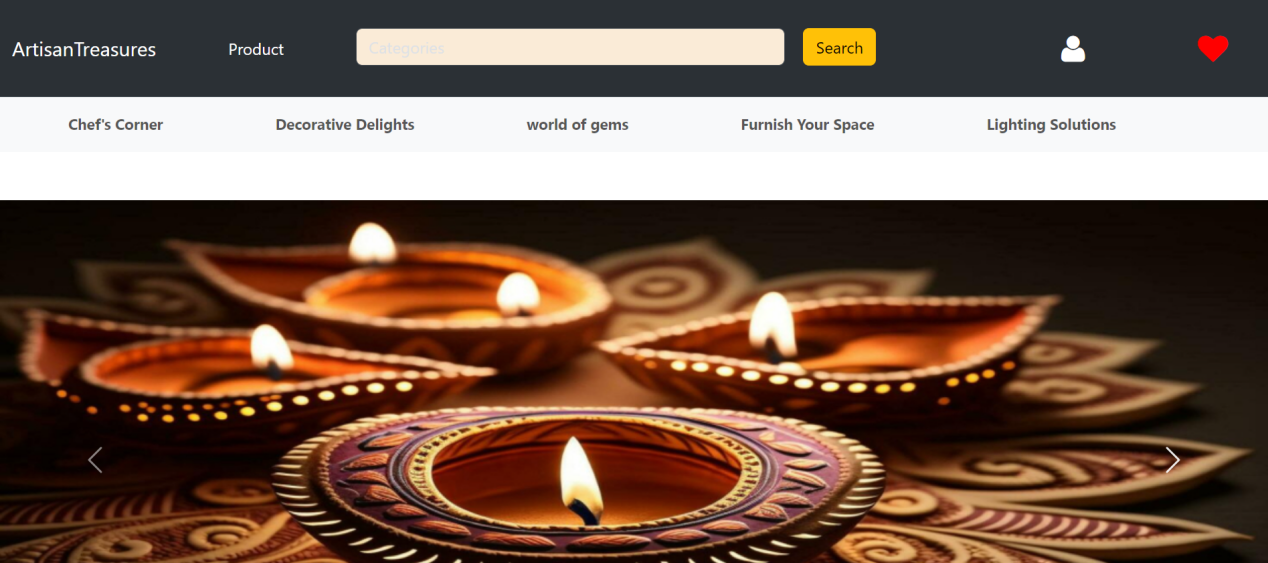 ArtisanTreasures Product Categories Search
Chef's Corner Decorative Delights world of gems Furnish Your Space Lighting Solutions